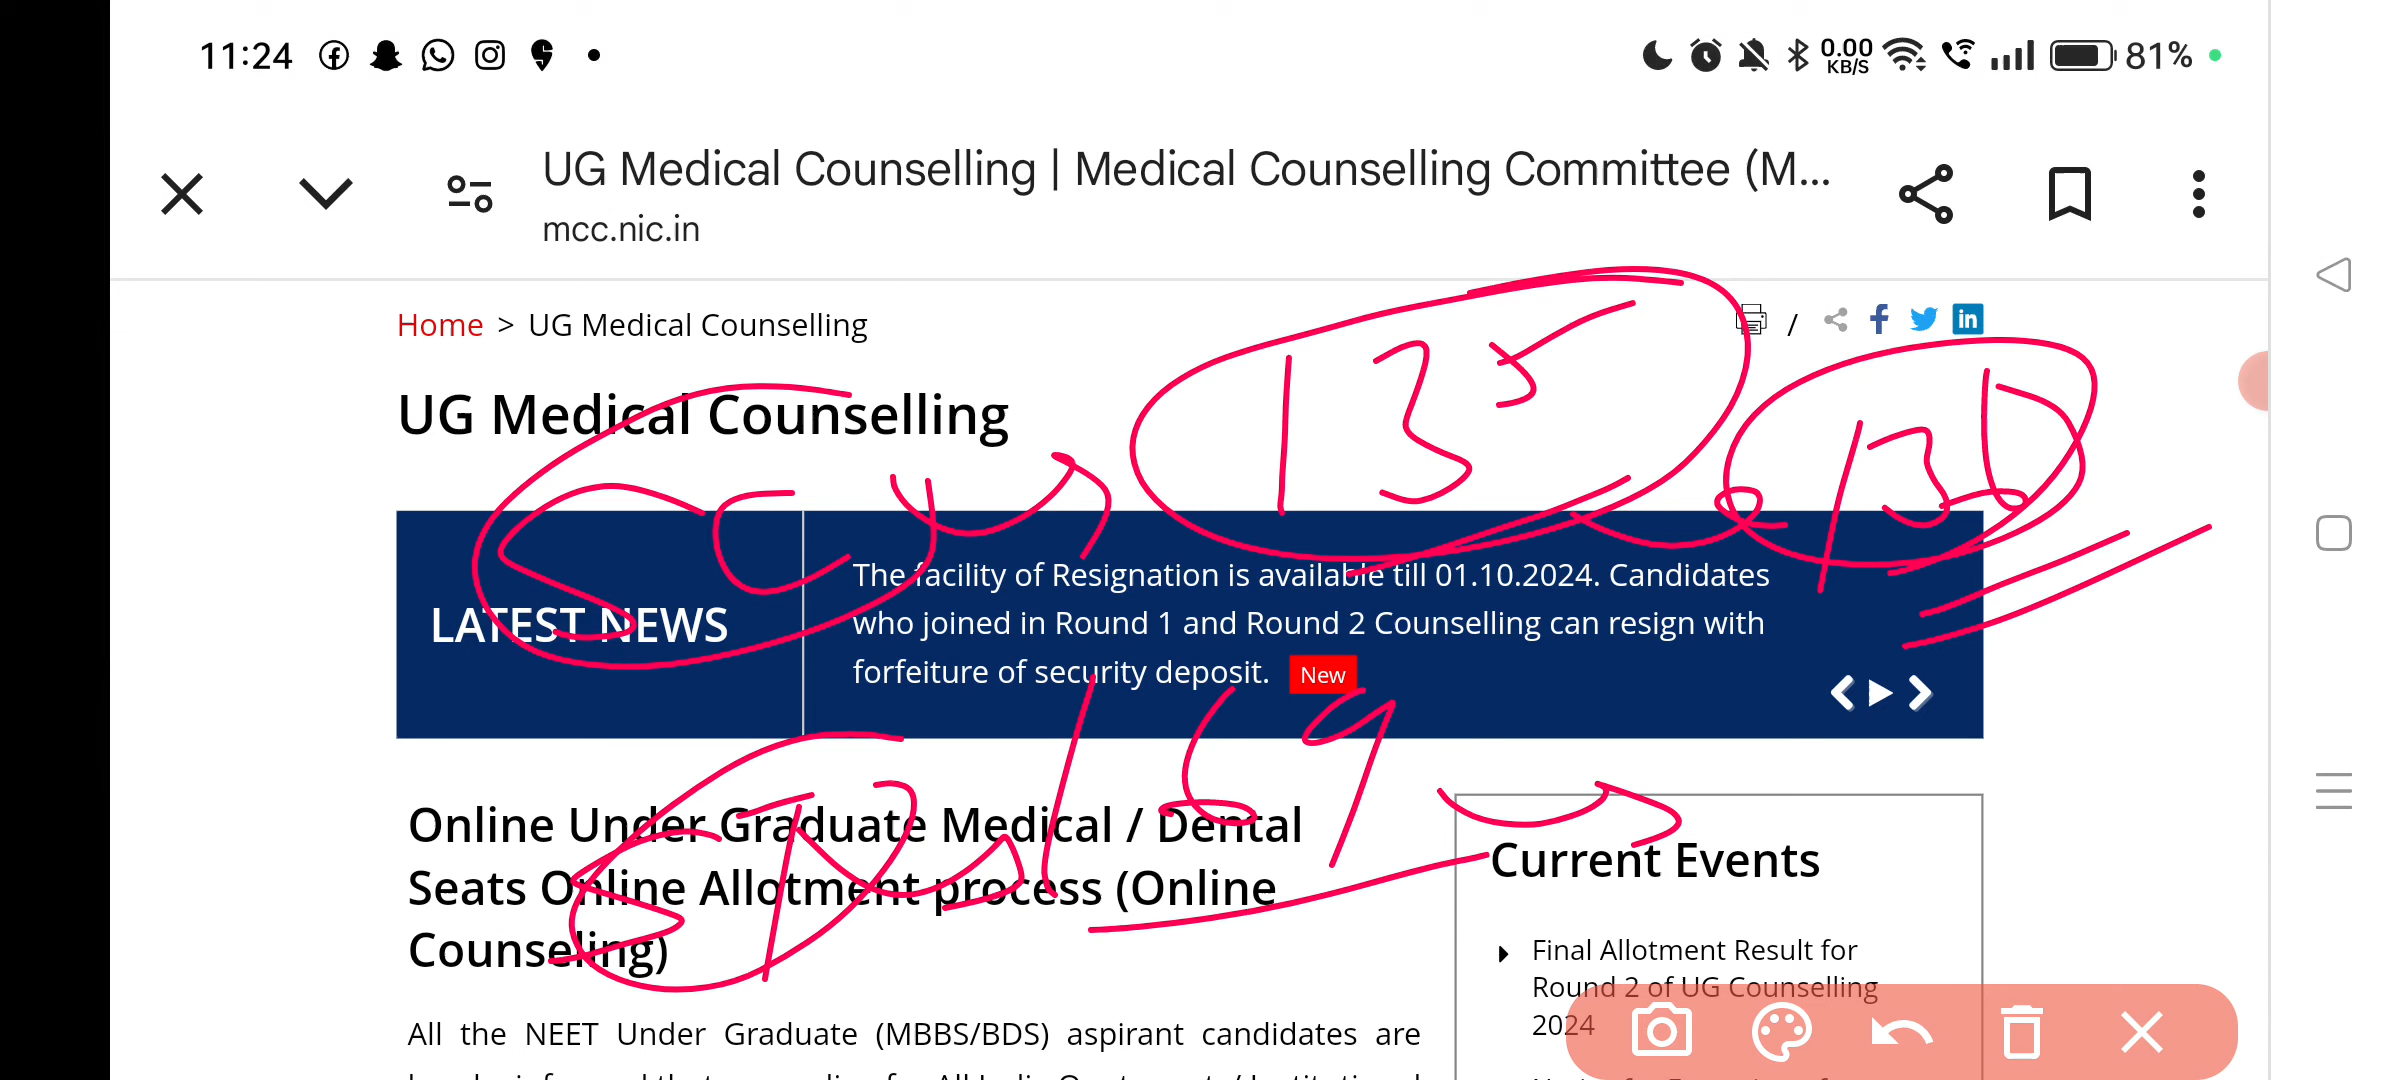 11:24
0.00 KB/S
81%
UG Medical Counselling | Medical Counselling Committee (M...
mcc.nic.in
Home > UG Medical Counselling
/
UG Medical Counselling
135
130
LATEST NEWS
The facility of Resignation is available till 01.10.2024. Candidates
who joined in Round 1 and Round 2 Counselling can resign with
forfeiture of security deposit. New
Online Under Graduate Medical / Dental
Seats Online Allotment process (Online
Counseling)
Current Events
Final Allotment Result for
Round 2 of UG Counselling
2024
All the NEET Under Graduate (MBBS/BDS) aspirant candidates are